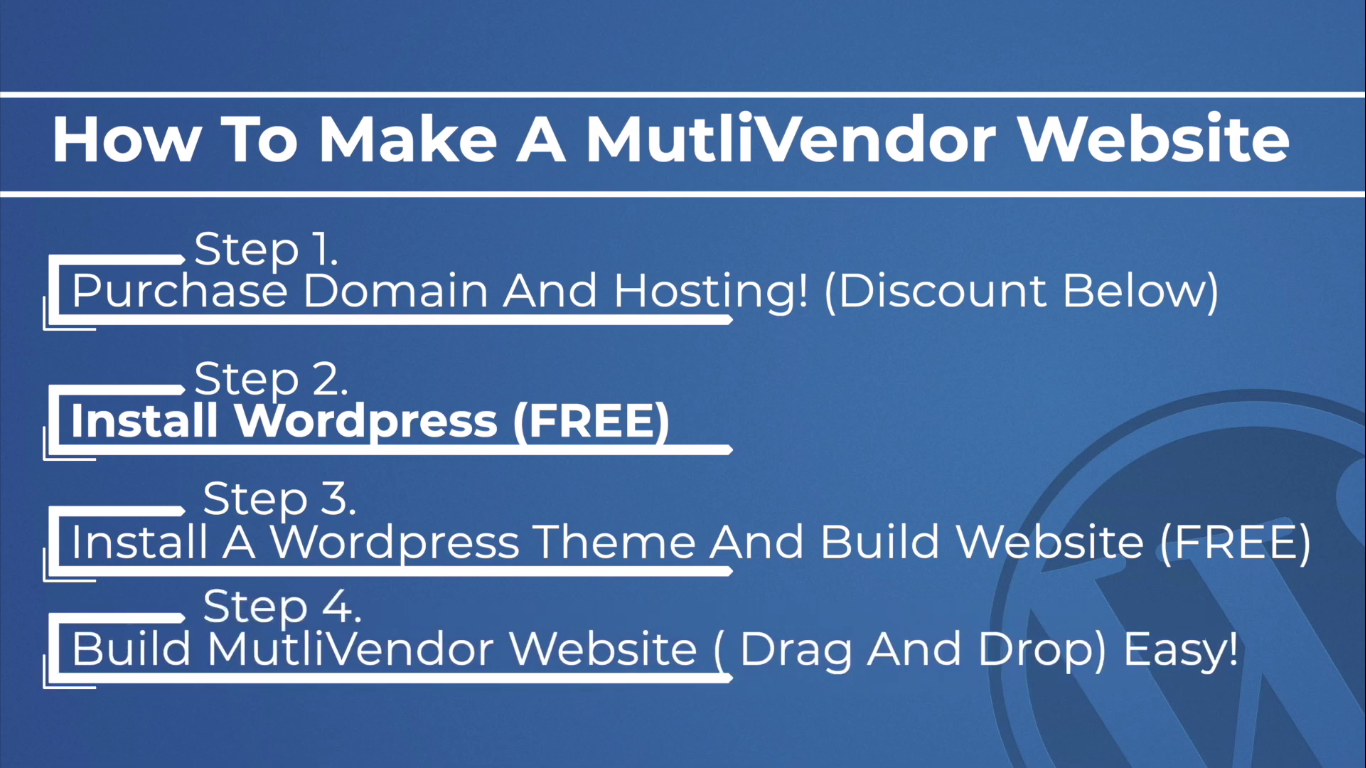 How To Make A MutliVendor Website
Step 1.
Purchase Domain And Hosting! (Discount Below)
Step 2.
Install Wordpress (FREE)
Step 3.
Install A Wordpress Theme And Build Website (FREE)
Step 4.
Build MutliVendor Website ( Drag And Drop) Easy!